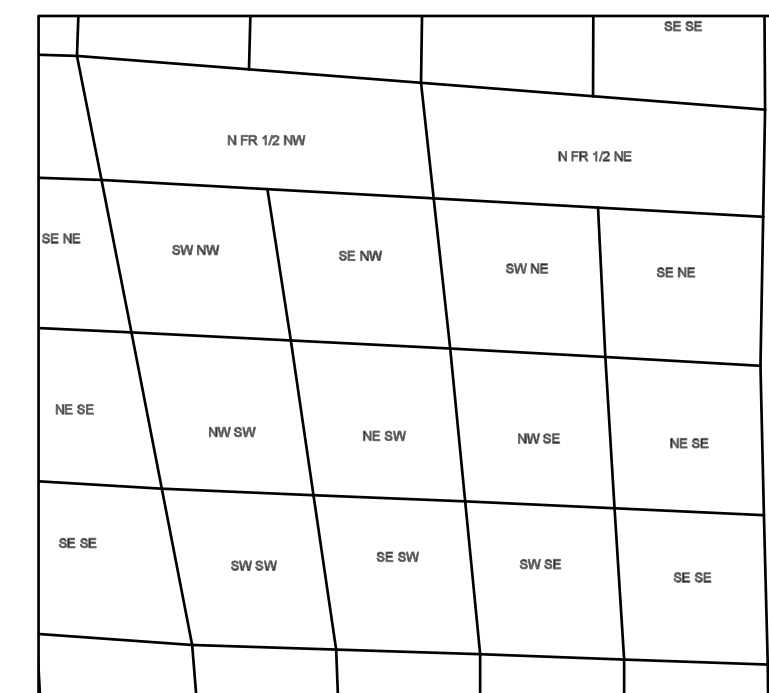 SE SE
N FR 1/2 NW
N FR 1/2 NE
SE NE
SW NW
SE NW
SW NE
SE NE
NE SE
NW SW
NE SW
NW SE
NE SE
SE SE
SW SW
SE SW
SW SE
SE SE